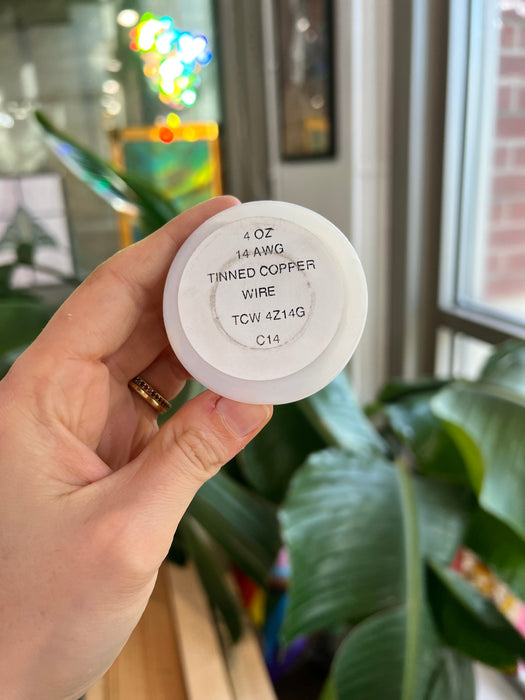 4 OZ
14 AWG
TINNED COPPER
WIRE
TCW 4Z14G
C14